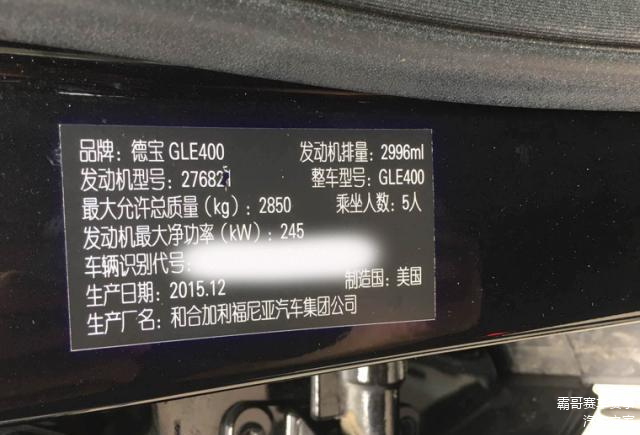 品牌：德宝 GLE400 发动机排量：2996ml
发动机型号：27682 整车型号：GLE400
最大允许总质量（kg）：2850 乘坐人数：5人
发动机最大净功率（kW）：245
车辆识别代号：
生产日期：2015.12 制造国：美国
生产厂名：和合加利福尼亚汽车集团公司
霸哥赛